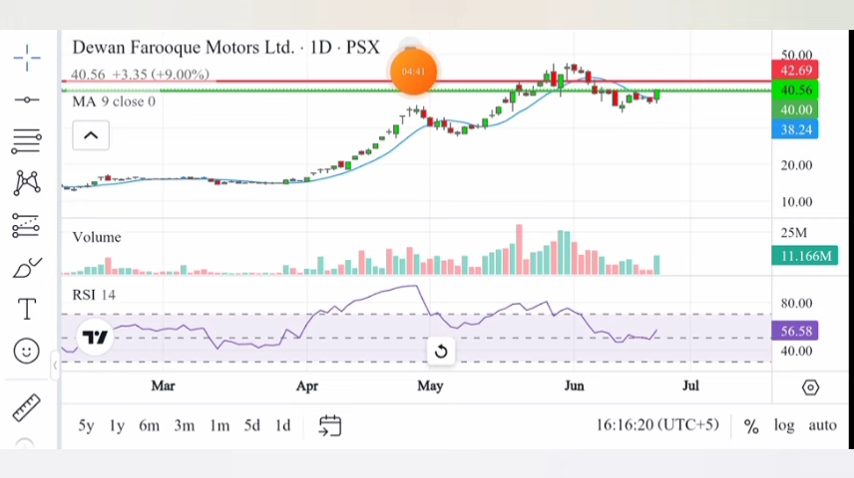 Dewan Farooque Motors Ltd. · 1D · PSX
40.56 +3.35 (+9.00%)
04:41
MA 9 close 0
50.00
42.69
40.56
40.00
38.24
20.00
10.00
Volume
25M
11.166M
RSI 14
80.00
56.58
40.00
Mar Apr May Jun Jul
5y 1y 6m 3m 1m 5d 1d 16:16:20 (UTC+5) % log auto